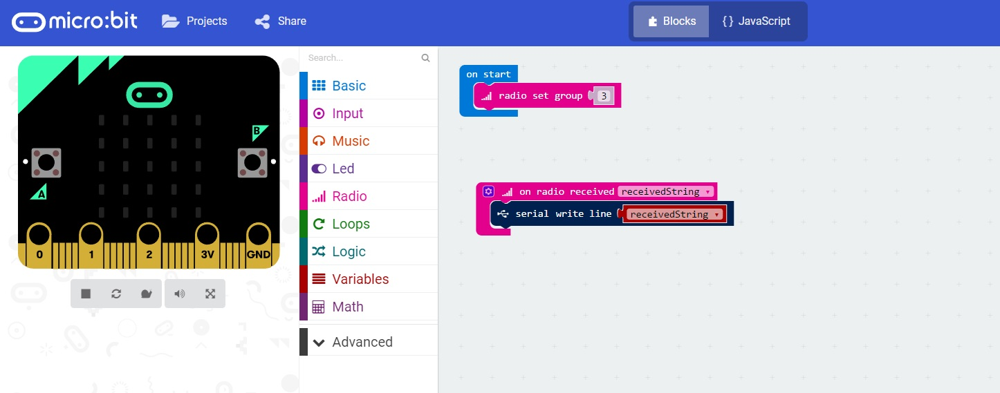 micro:bit Projects Share Blocks {} JavaScript
Search...
Basic
Input
Music
Led
Radio
Loops
Logic
Variables
Math
Advanced
B
A
0 1 2 3V GND
on start
radio set group 3
on radio received receivedString
serial write line receivedString